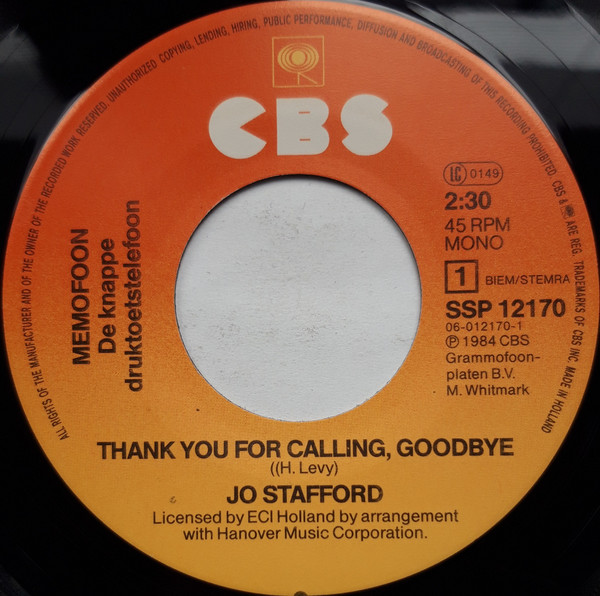 ALL RIGHTS OF THE MANUFACTURER AND OF THE OWNER OF THE RECORDED WORK RESERVED. UNAUTHORIZED COPYING, LENDING, HIRING, PUBLIC PERFORMANCE, DIFFUSION AND BROADCASTING OF THIS RECORDING PROHIBITED. CBS & ARE REG. TRADEMARKS OF CBS INC. MADE IN HOLLAND
CBS
LC 0149
2:30
45 RPM
MONO
1 BIEM/STEMRA
SSP 12170
06-012170-1
Ⓟ 1984 CBS
Grammofoon-
platen B.V.
M. Whitmark
MEMOFOON
De knappe
druktoetstelefoon
THANK YOU FOR CALLING, GOODBYE
((H. Levy)
JO STAFFORD
Licensed by ECI Holland by arrangement
with Hanover Music Corporation.